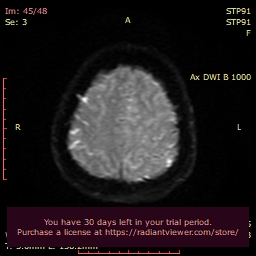 Im: 45/48
Se: 3
STP91
STP91
F
A
Ax DWI B 1000
R
L
You have 30 days left in your trial period.
Purchase a license at https://radiantviewer.com/store/